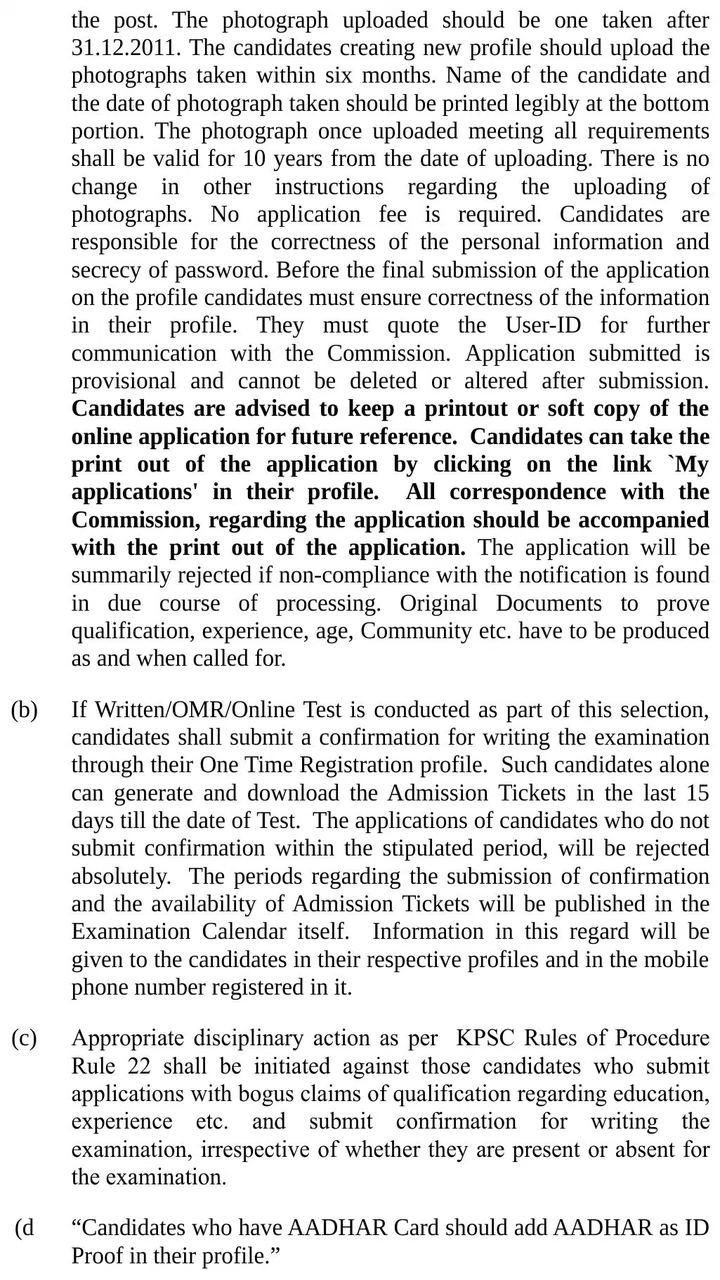 the post. The photograph uploaded should be one taken after
31.12.2011. The candidates creating new profile should upload the
photographs taken within six months. Name of the candidate and
the date of photograph taken should be printed legibly at the bottom
portion. The photograph once uploaded meeting all requirements
shall be valid for 10 years from the date of uploading. There is no
change in other instructions regarding the uploading of
photographs. No application fee is required. Candidates are
responsible for the correctness of the personal information and
secrecy of password. Before the final submission of the application
on the profile candidates must ensure correctness of the information
in their profile. They must quote the User-ID for further
communication with the Commission. Application submitted is
provisional and cannot be deleted or altered after submission.
Candidates are advised to keep a printout or soft copy of the
online application for future reference. Candidates can take the
print out of the application by clicking on the link `My
applications' in their profile. All correspondence with the
Commission, regarding the application should be accompanied
with the print out of the application. The application will be
summarily rejected if non-compliance with the notification is found
in due course of processing. Original Documents to prove
qualification, experience, age, Community etc. have to be produced
as and when called for.
(b) If Written/OMR/Online Test is conducted as part of this selection,
candidates shall submit a confirmation for writing the examination
through their One Time Registration profile. Such candidates alone
can generate and download the Admission Tickets in the last 15
days till the date of Test. The applications of candidates who do not
submit confirmation within the stipulated period, will be rejected
absolutely. The periods regarding the submission of confirmation
and the availability of Admission Tickets will be published in the
Examination Calendar itself. Information in this regard will be
given to the candidates in their respective profiles and in the mobile
phone number registered in it.
(c) Appropriate disciplinary action as per KPSC Rules of Procedure
Rule 22 shall be initiated against those candidates who submit
applications with bogus claims of qualification regarding education,
experience etc. and submit confirmation for writing the
examination, irrespective of whether they are present or absent for
the examination.
(d “Candidates who have AADHAR Card should add AADHAR as ID
Proof in their profile.”